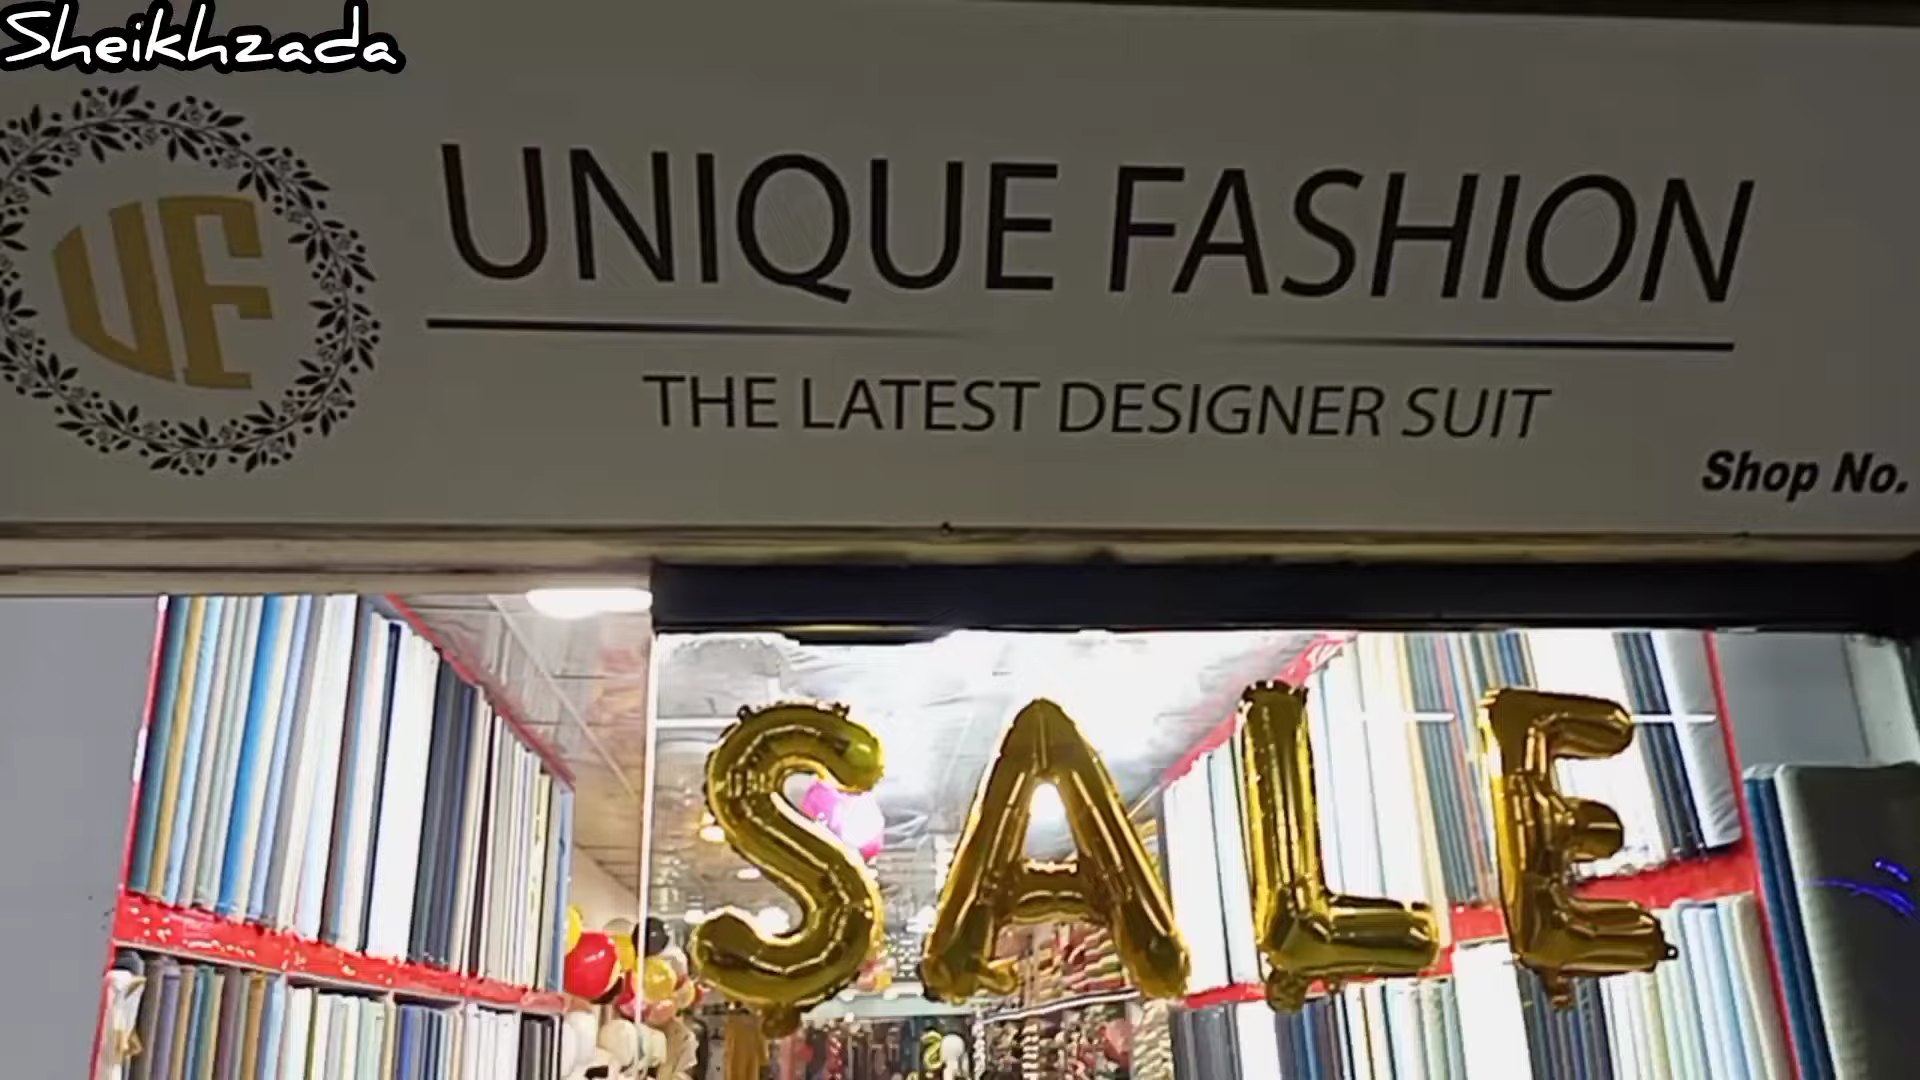 Sheikhzada
UF
UNIQUE FASHION
THE LATEST DESIGNER SUIT
Shop No.
SALE